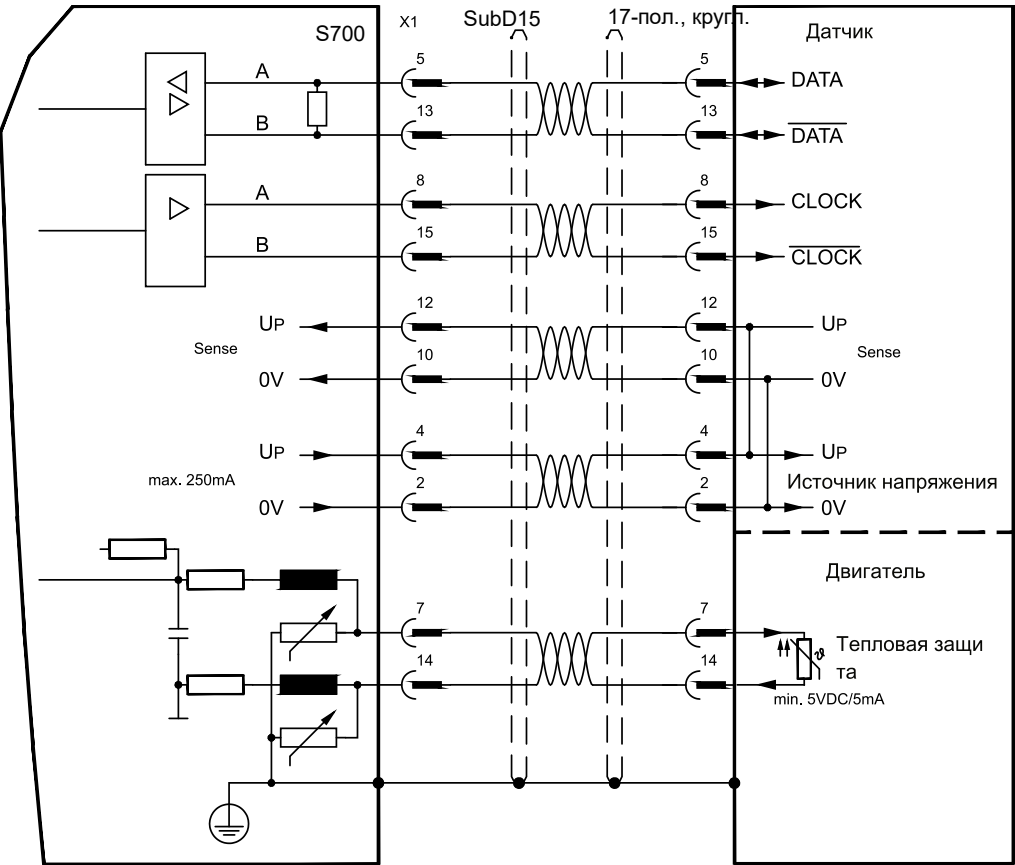 S700
X1
SubD15
17-пол., кругл.
Датчик
A
5
5
DATA
B
13
13
DATA
A
8
8
CLOCK
B
15
15
CLOCK
UP
12
12
UP
Sense
Sense
0V
10
10
0V
UP
4
4
UP
max. 250mA
Источник напряжения
0V
2
2
0V
Двигатель
7
7
Тепловая защи
та
14
14
ϑ
min. 5VDC/5mA